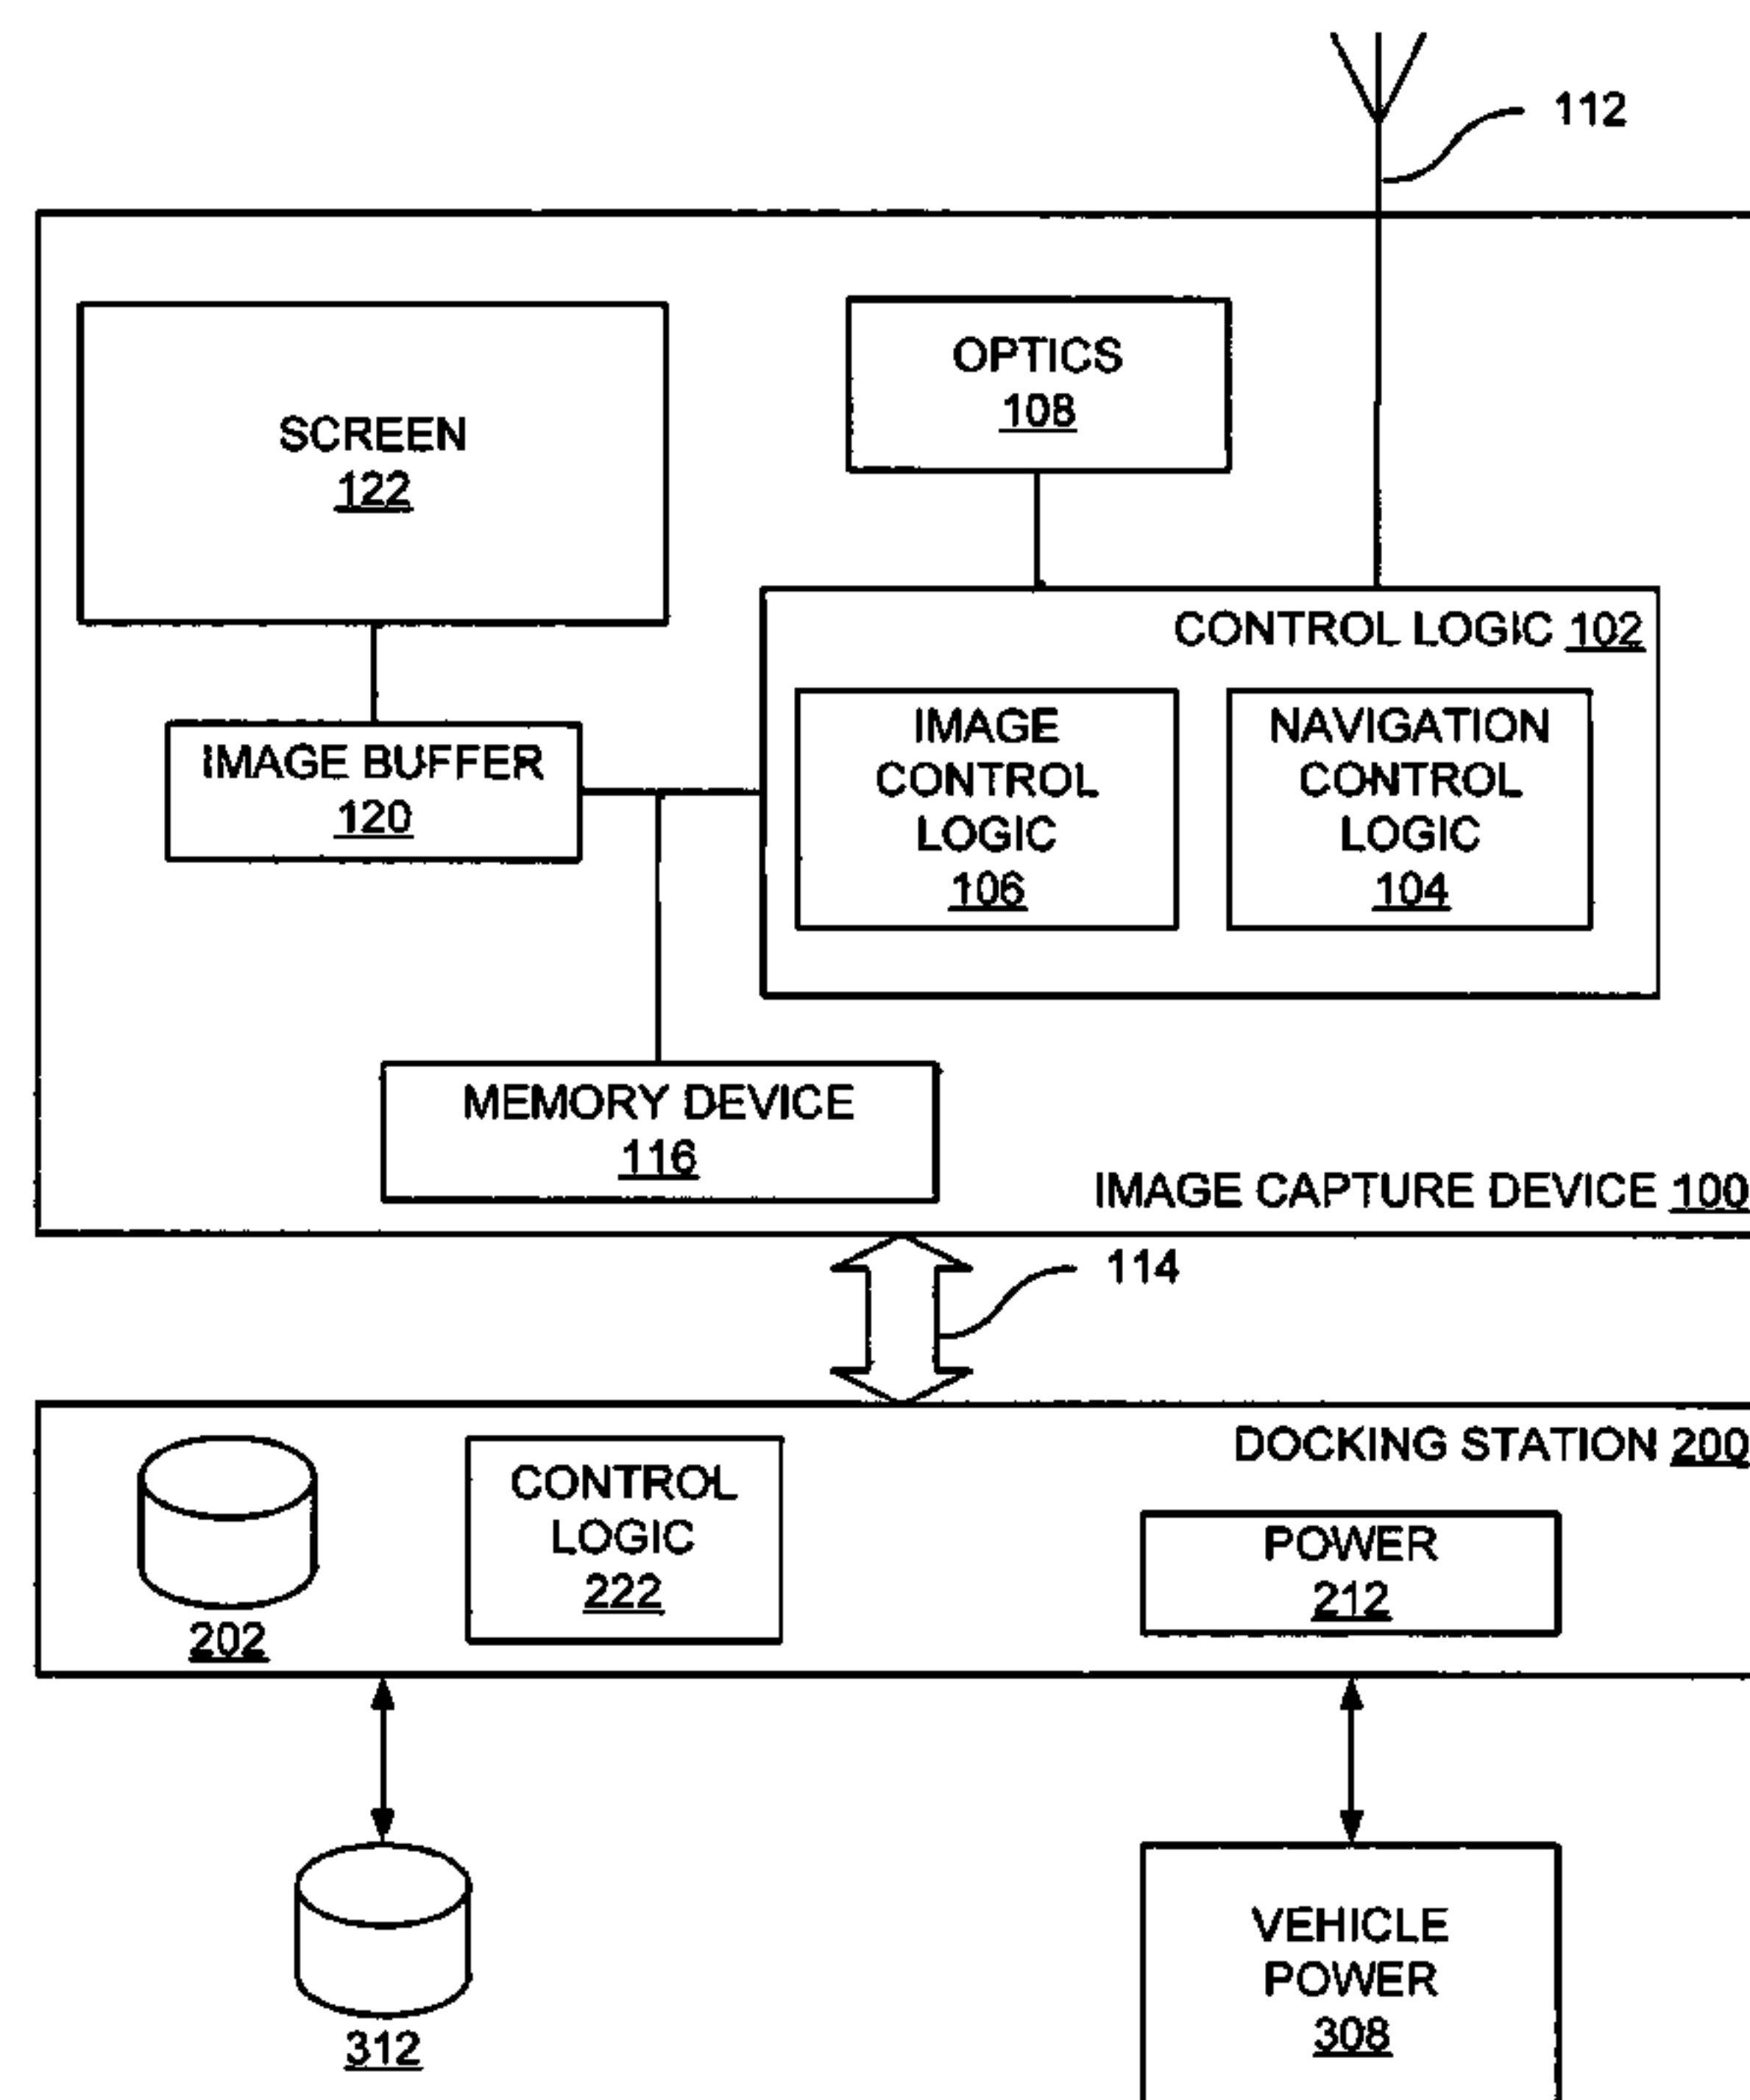 112
SCREEN
122
OPTICS
108
CONTROL LOGIC 102
IMAGE BUFFER
120
IMAGE
CONTROL
LOGIC
106
NAVIGATION
CONTROL
LOGIC
104
MEMORY DEVICE
116
IMAGE CAPTURE DEVICE 100
114
DOCKING STATION 200
202
CONTROL
LOGIC
222
POWER
212
312
VEHICLE
POWER
308